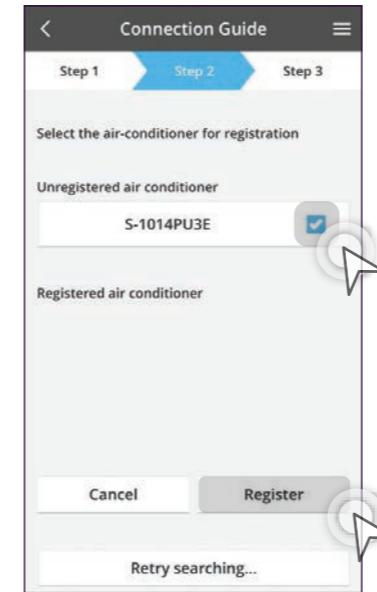 Connection Guide
Step 1 Step 2 Step 3
Select the air-conditioner for registration
Unregistered air conditioner
S-1014PU3E
Registered air conditioner
Cancel Register
Retry searching...